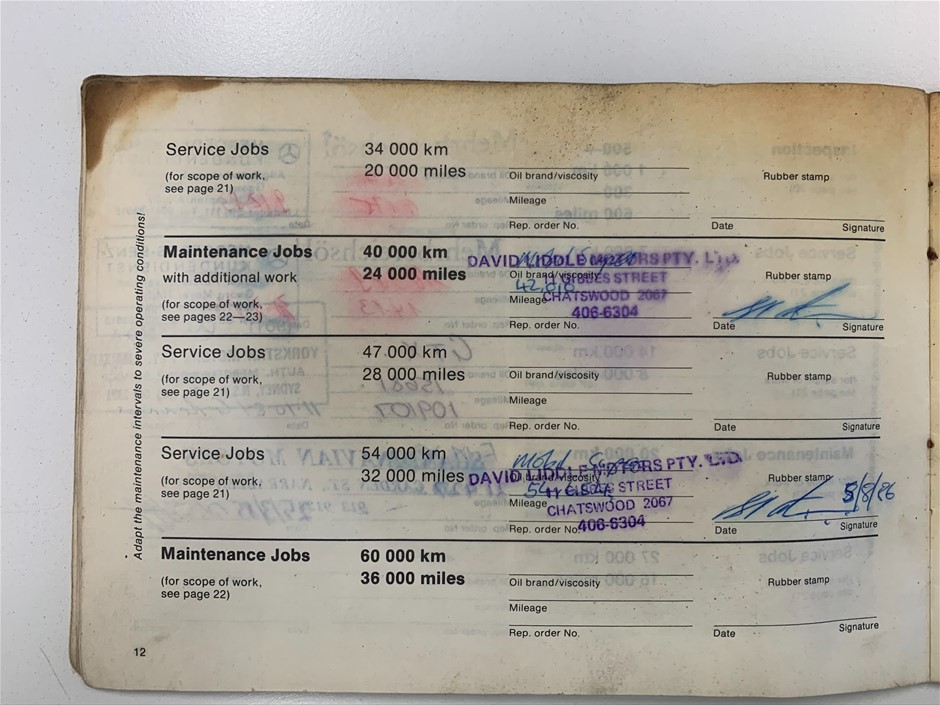 Service Jobs 34 000 km
(for scope of work, 20 000 miles Oil brand/viscosity Rubber stamp
see page 21)
Mileage
Rep. order No. Date Signature
Maintenance Jobs 40 000 km
with additional work 24 000 miles Oil brand/viscosity Rubber stamp
(for scope of work, Mileage
see pages 22—23) Rep. order No. Date Signature
DAVID LIDDLE MOTORS PTY. LTD.
11 GIBBES STREET
CHATSWOOD 2067
406-6304
Service Jobs 47 000 km
(for scope of work, 28 000 miles Oil brand/viscosity Rubber stamp
see page 21)
Mileage
Rep. order No. Date Signature
Service Jobs 54 000 km
Mobil
(for scope of work, 32 000 miles Oil brand/viscosity Rubber stamp
see page 21)
Mileage
Rep. order No. Date Signature
DAVID LIDDLE MOTORS PTY. LTD.
11 GIBBES STREET
CHATSWOOD 2067
406-6304
5/8/86
Maintenance Jobs 60 000 km
(for scope of work, 36 000 miles Oil brand/viscosity Rubber stamp
see page 22)
Mileage
Rep. order No. Date Signature
Adapt the maintenance intervals to severe operating conditions!
12